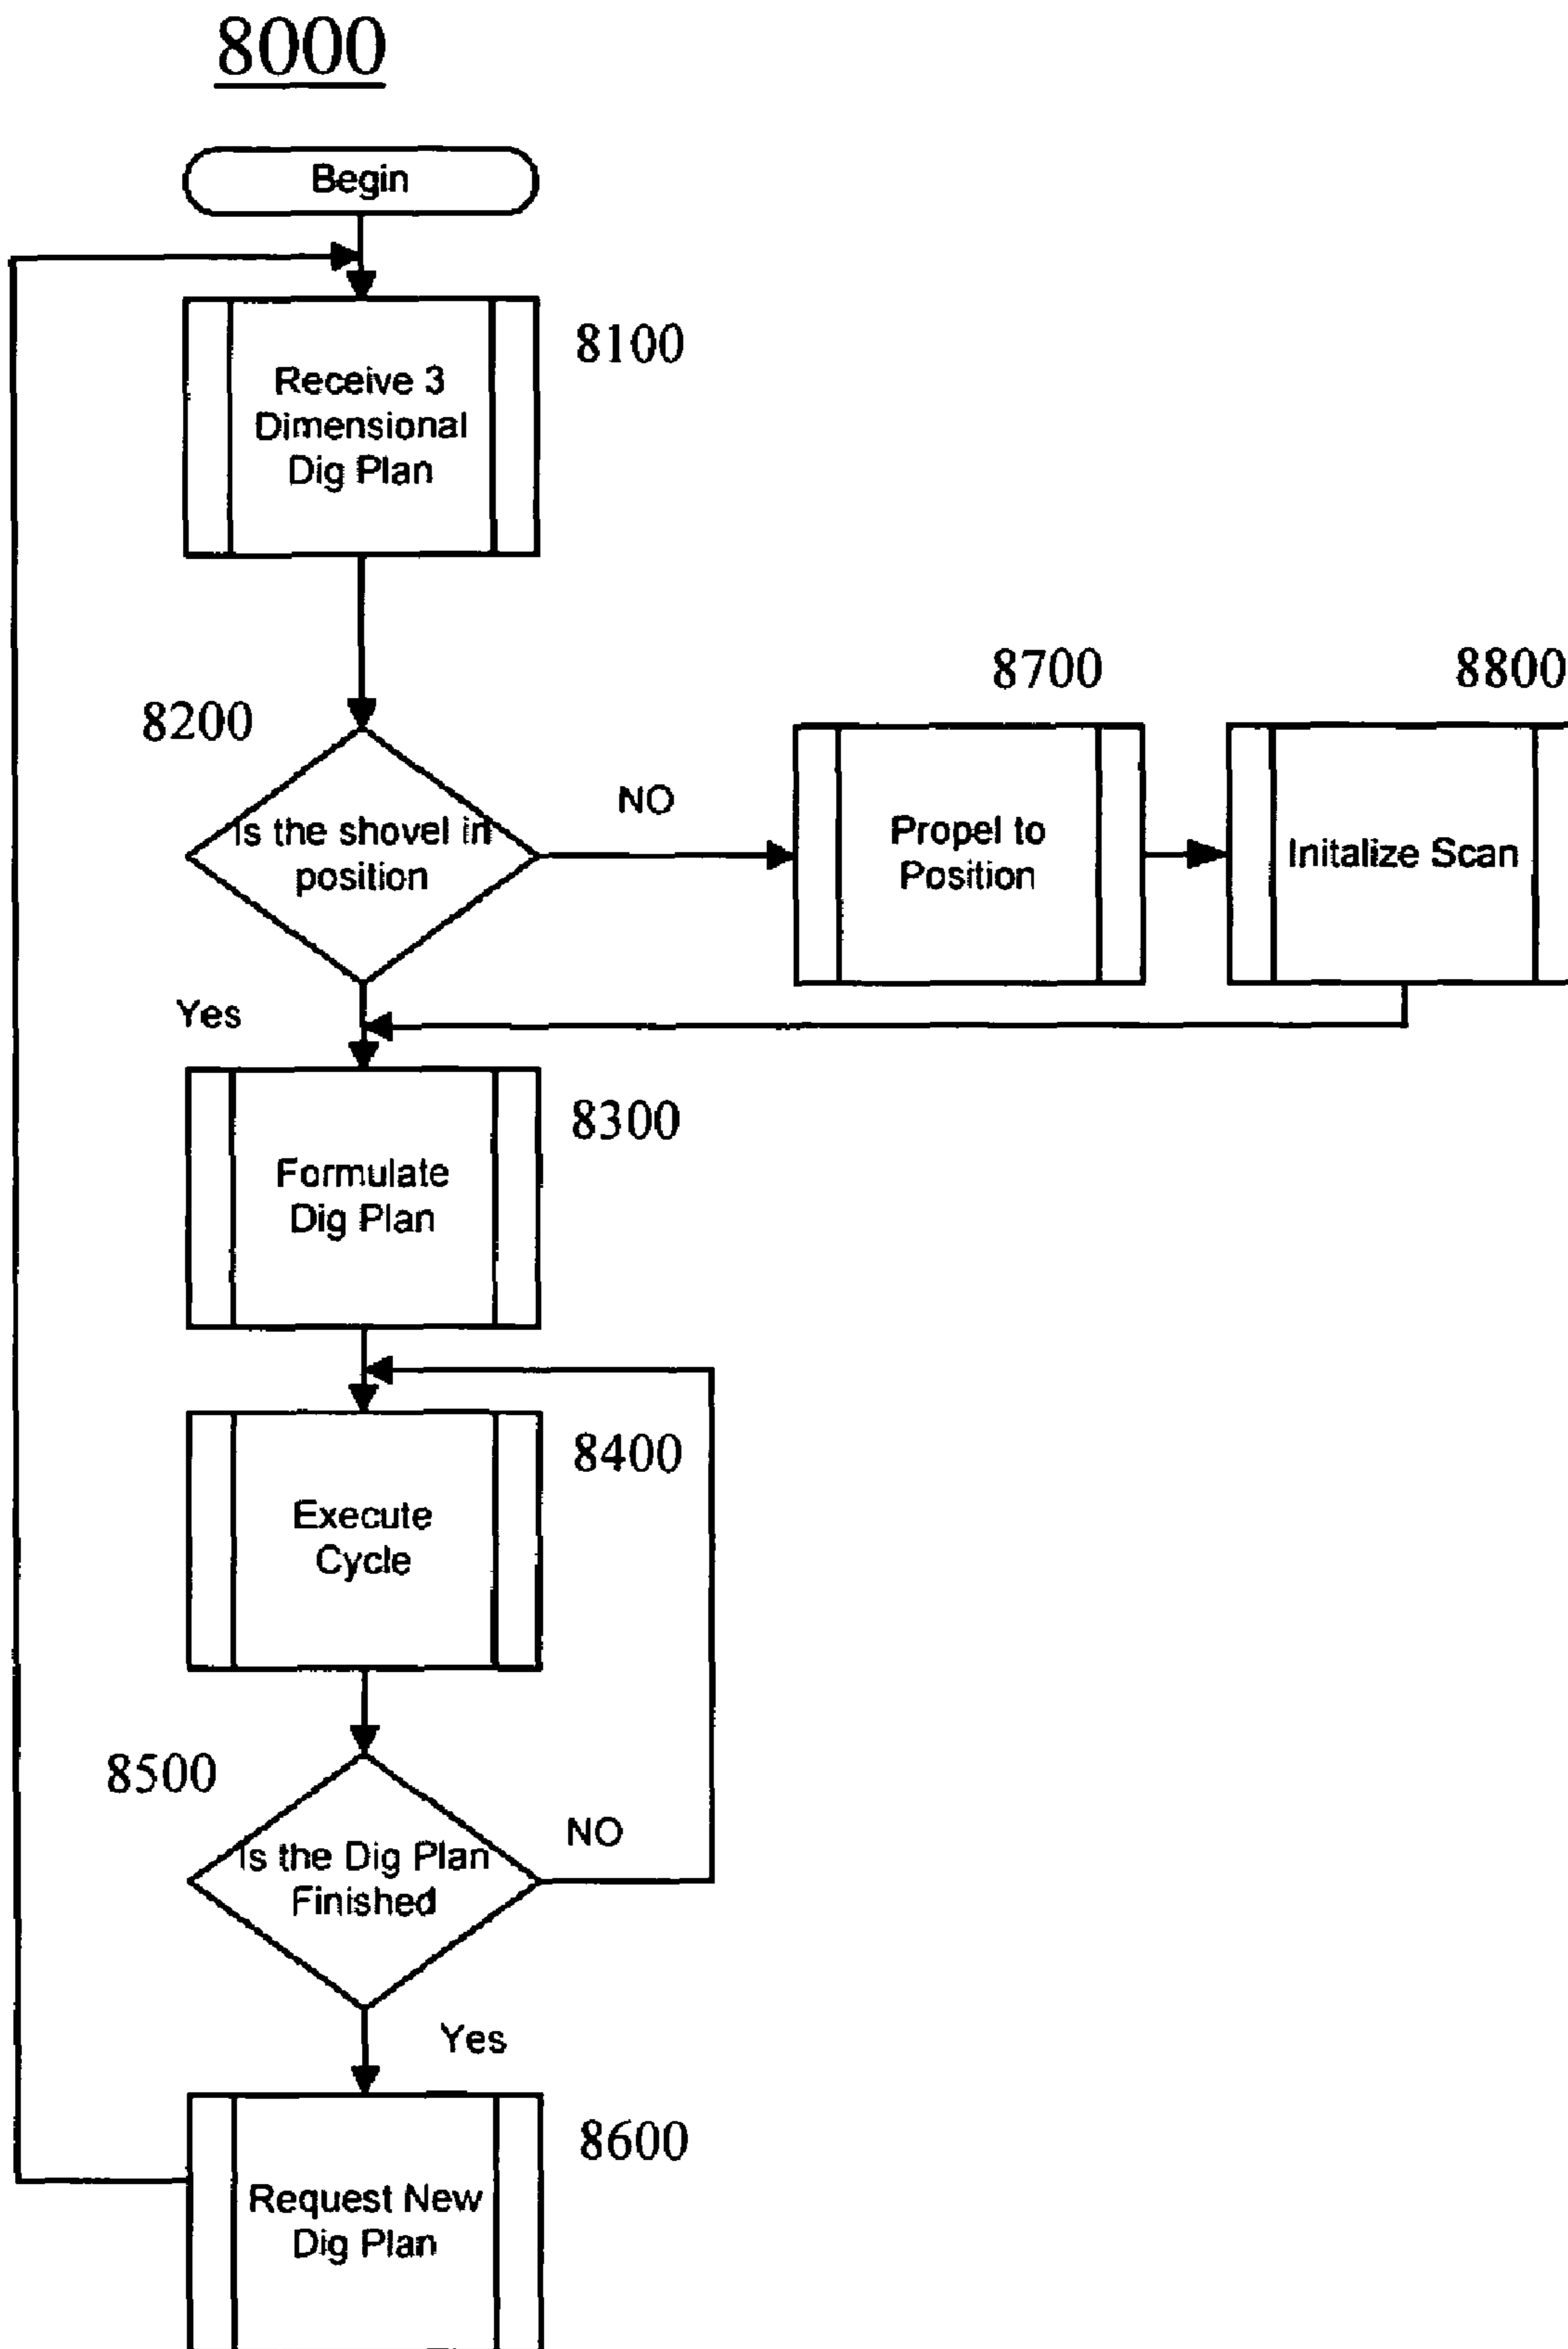 8000
Begin
8100
Receive 3
Dimensional
Dig Plan
8200
Is the shovel in
position
NO
8700
Propel to
Position
8800
Initalize Scan
Yes
8300
Formulate
Dig Plan
8400
Execute
Cycle
8500
Is the Dig Plan
Finished
NO
Yes
8600
Request New
Dig Plan